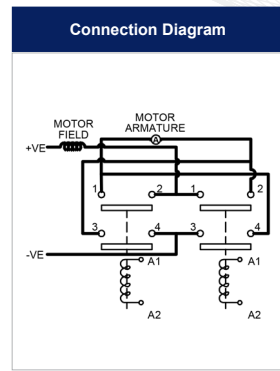 Connection Diagram
MOTOR FIELD
MOTOR ARMATURE
A
+VE
1 2 1 2
3 4 3 4
-VE
A1 A1
A2 A2